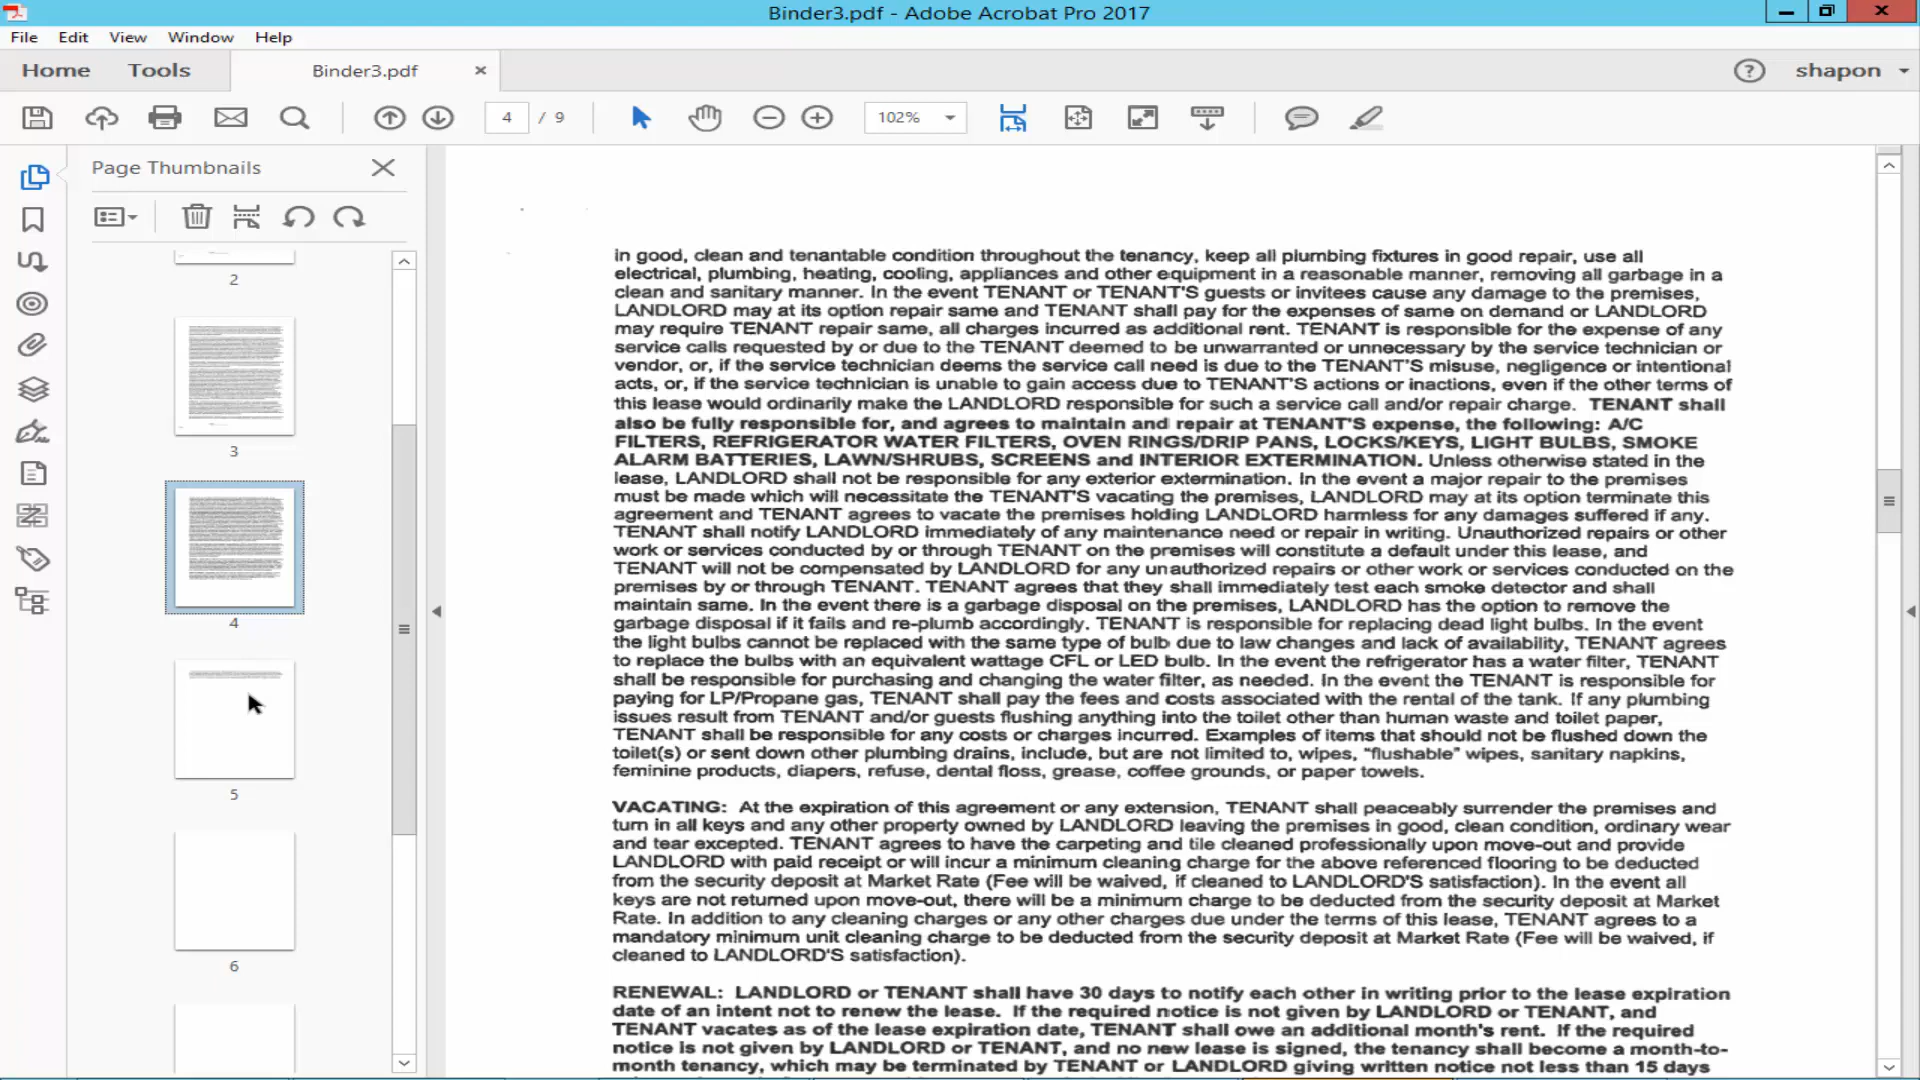 Binder3.pdf - Adobe Acrobat Pro 2017
File Edit View Window Help
Home Tools Binder3.pdf shapon
4 / 9 102%
Page Thumbnails
2
3
4
5
6
in good, clean and tenantable condition throughout the tenancy, keep all plumbing fixtures in good repair, use all
electrical, plumbing, heating, cooling, appliances and other equipment in a reasonable manner, removing all garbage in a
clean and sanitary manner. In the event TENANT or TENANT'S guests or invitees cause any damage to the premises,
LANDLORD may at its option repair same and TENANT shall pay for the expenses of same on demand or LANDLORD
may require TENANT repair same, all charges incurred as additional rent. TENANT is responsible for the expense of any
service calls requested by or due to the TENANT deemed to be unwarranted or unnecessary by the service technician or
vendor, or, if the service technician deems the service call need is due to the TENANT'S misuse, negligence or intentional
acts, or, if the service technician is unable to gain access due to TENANT'S actions or inactions, even if the other terms of
this lease would ordinarily make the LANDLORD responsible for such a service call and/or repair charge. TENANT shall
also be fully responsible for, and agrees to maintain and repair at TENANT'S expense, the following: A/C
FILTERS, REFRIGERATOR WATER FILTERS, OVEN RINGS/DRIP PANS, LOCKS/KEYS, LIGHT BULBS, SMOKE
ALARM BATTERIES, LAWN/SHRUBS, SCREENS and INTERIOR EXTERMINATION. Unless otherwise stated in the
lease, LANDLORD shall not be responsible for any exterior extermination. In the event a major repair to the premises
must be made which will necessitate the TENANT'S vacating the premises, LANDLORD may at its option terminate this
agreement and TENANT agrees to vacate the premises holding LANDLORD harmless for any damages suffered if any.
TENANT shall notify LANDLORD immediately of any maintenance need or repair in writing. Unauthorized repairs or other
work or services conducted by or through TENANT on the premises will constitute a default under this lease, and
TENANT will not be compensated by LANDLORD for any unauthorized repairs or other work or services conducted on the
premises by or through TENANT. TENANT agrees that they shall immediately test each smoke detector and shall
maintain same. In the event there is a garbage disposal on the premises, LANDLORD has the option to remove the
garbage disposal if it fails and re-plumb accordingly. TENANT is responsible for replacing dead light bulbs. In the event
the light bulbs cannot be replaced with the same type of bulb due to law changes and lack of availability, TENANT agrees
to replace the bulbs with an equivalent wattage CFL or LED bulb. In the event the refrigerator has a water filter, TENANT
shall be responsible for purchasing and changing the water filter, as needed. In the event the TENANT is responsible for
paying for LP/Propane gas, TENANT shall pay the fees and costs associated with the rental of the tank. If any plumbing
issues result from TENANT and/or guests flushing anything into the toilet other than human waste and toilet paper,
TENANT shall be responsible for any costs or charges incurred. Examples of items that should not be flushed down the
toilet(s) or sent down other plumbing drains, include, but are not limited to, wipes, "flushable" wipes, sanitary napkins,
feminine products, diapers, refuse, dental floss, grease, coffee grounds, or paper towels.
VACATING: At the expiration of this agreement or any extension, TENANT shall peaceably surrender the premises and
turn in all keys and any other property owned by LANDLORD leaving the premises in good, clean condition, ordinary wear
and tear excepted. TENANT agrees to have the carpeting and tile cleaned professionally upon move-out and provide
LANDLORD with paid receipt or will incur a minimum cleaning charge for the above referenced flooring to be deducted
from the security deposit at Market Rate (Fee will be waived, if cleaned to LANDLORD'S satisfaction). In the event all
keys are not returned upon move-out, there will be a minimum charge to be deducted from the security deposit at Market
Rate. In addition to any cleaning charges or any other charges due under the terms of this lease, TENANT agrees to a
mandatory minimum unit cleaning charge to be deducted from the security deposit at Market Rate (Fee will be waived, if
cleaned to LANDLORD'S satisfaction).
RENEWAL: LANDLORD or TENANT shall have 30 days to notify each other in writing prior to the lease expiration
date of an intent not to renew the lease. If the required notice is not given by LANDLORD or TENANT, and
TENANT vacates as of the lease expiration date, TENANT shall owe an additional month's rent. If the required
notice is not given by LANDLORD or TENANT, and no new lease is signed, the tenancy shall become a month-to-
month tenancy, which may be terminated by TENANT or LANDLORD giving written notice not less than 15 days